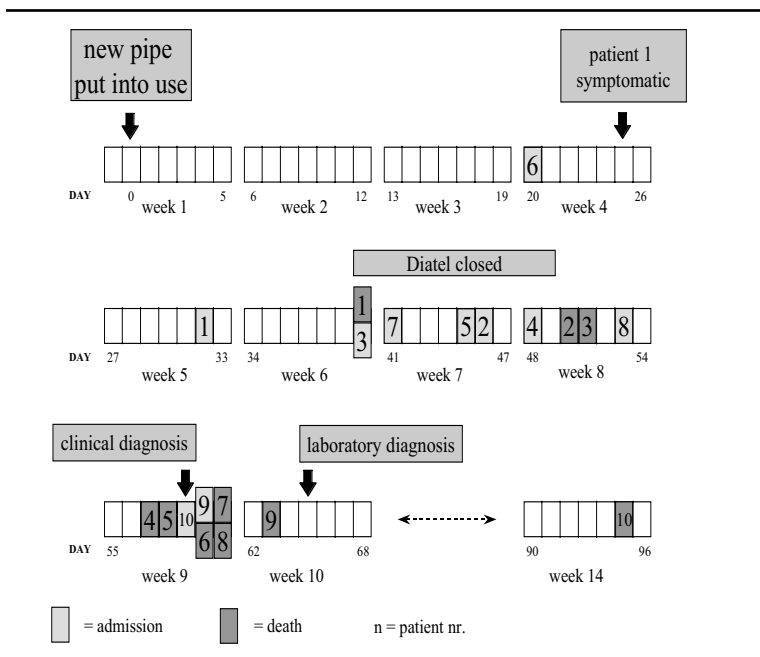 new pipe
put into use
patient 1
symptomatic
6
DAY 0 5 6 12 13 19 20 26
week 1 week 2 week 3 week 4
Diatel closed
1
1 3 7 5 2 4 2 3 8
DAY 27 33 34 41 47 48 54
week 5 week 6 week 7 week 8
clinical diagnosis laboratory diagnosis
4 5 10 9 7 9 10
6 8
DAY 55 62 68 90 96
week 9 week 10 week 14
= admission = death n = patient nr.